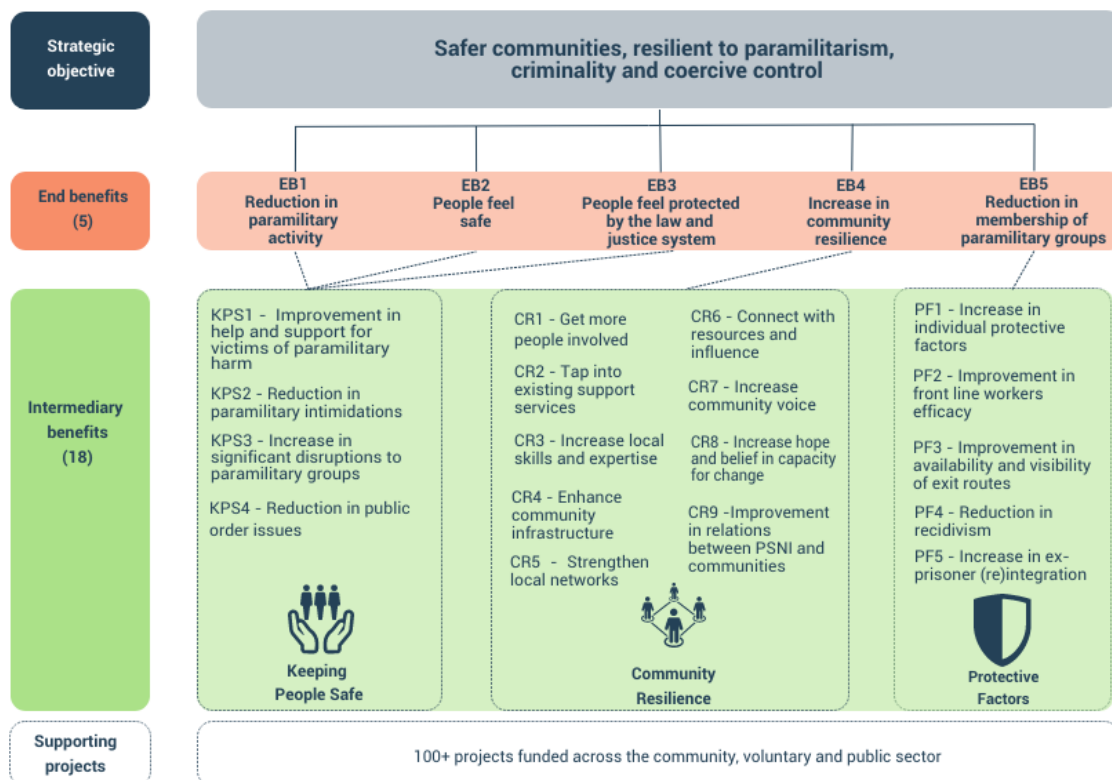 Strategic
objective
Safer communities, resilient to paramilitarism,
criminality and coercive control
End benefits
(5)
EB1
Reduction in
paramilitary
activity
EB2
People feel
safe
EB3
People feel protected
by the law and
justice system
EB4
Increase in
community
resilience
EB5
Reduction in
membership of
paramilitary groups
Intermediary
benefits
(18)
KPS1 - Improvement in
help and support for
victims of paramilitary
harm
KPS2 - Reduction in
paramilitary intimidations
KPS3 - Increase in
significant disruptions to
paramilitary groups
KPS4 - Reduction in public
order issues
Keeping
People Safe
CR1 - Get more
people involved
CR2 - Tap into
existing support
services
CR3 - Increase local
skills and expertise
CR4 - Enhance
community
infrastructure
CR5 - Strengthen
local networks
CR6 - Connect with
resources and
influence
CR7 - Increase
community voice
CR8 - Increase hope
and belief in capacity
for change
CR9 -Improvement
in relations
between PSNI and
communities
Community
Resilience
PF1 - Increase in
individual protective
factors
PF2 - Improvement in
front line workers
efficacy
PF3 - Improvement in
availability and visibility
of exit routes
PF4 - Reduction in
recidivism
PF5 - Increase in ex-
prisoner (re)integration
Protective
Factors
Supporting
projects
100+ projects funded across the community, voluntary and public sector